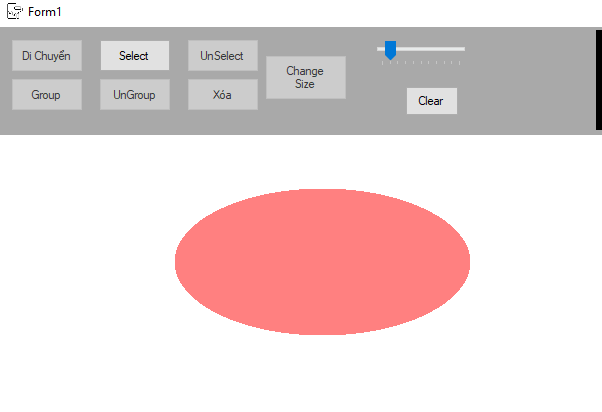 Form1
Di Chuyển
Select
UnSelect
Change
Size
Group
UnGroup
Xóa
Clear